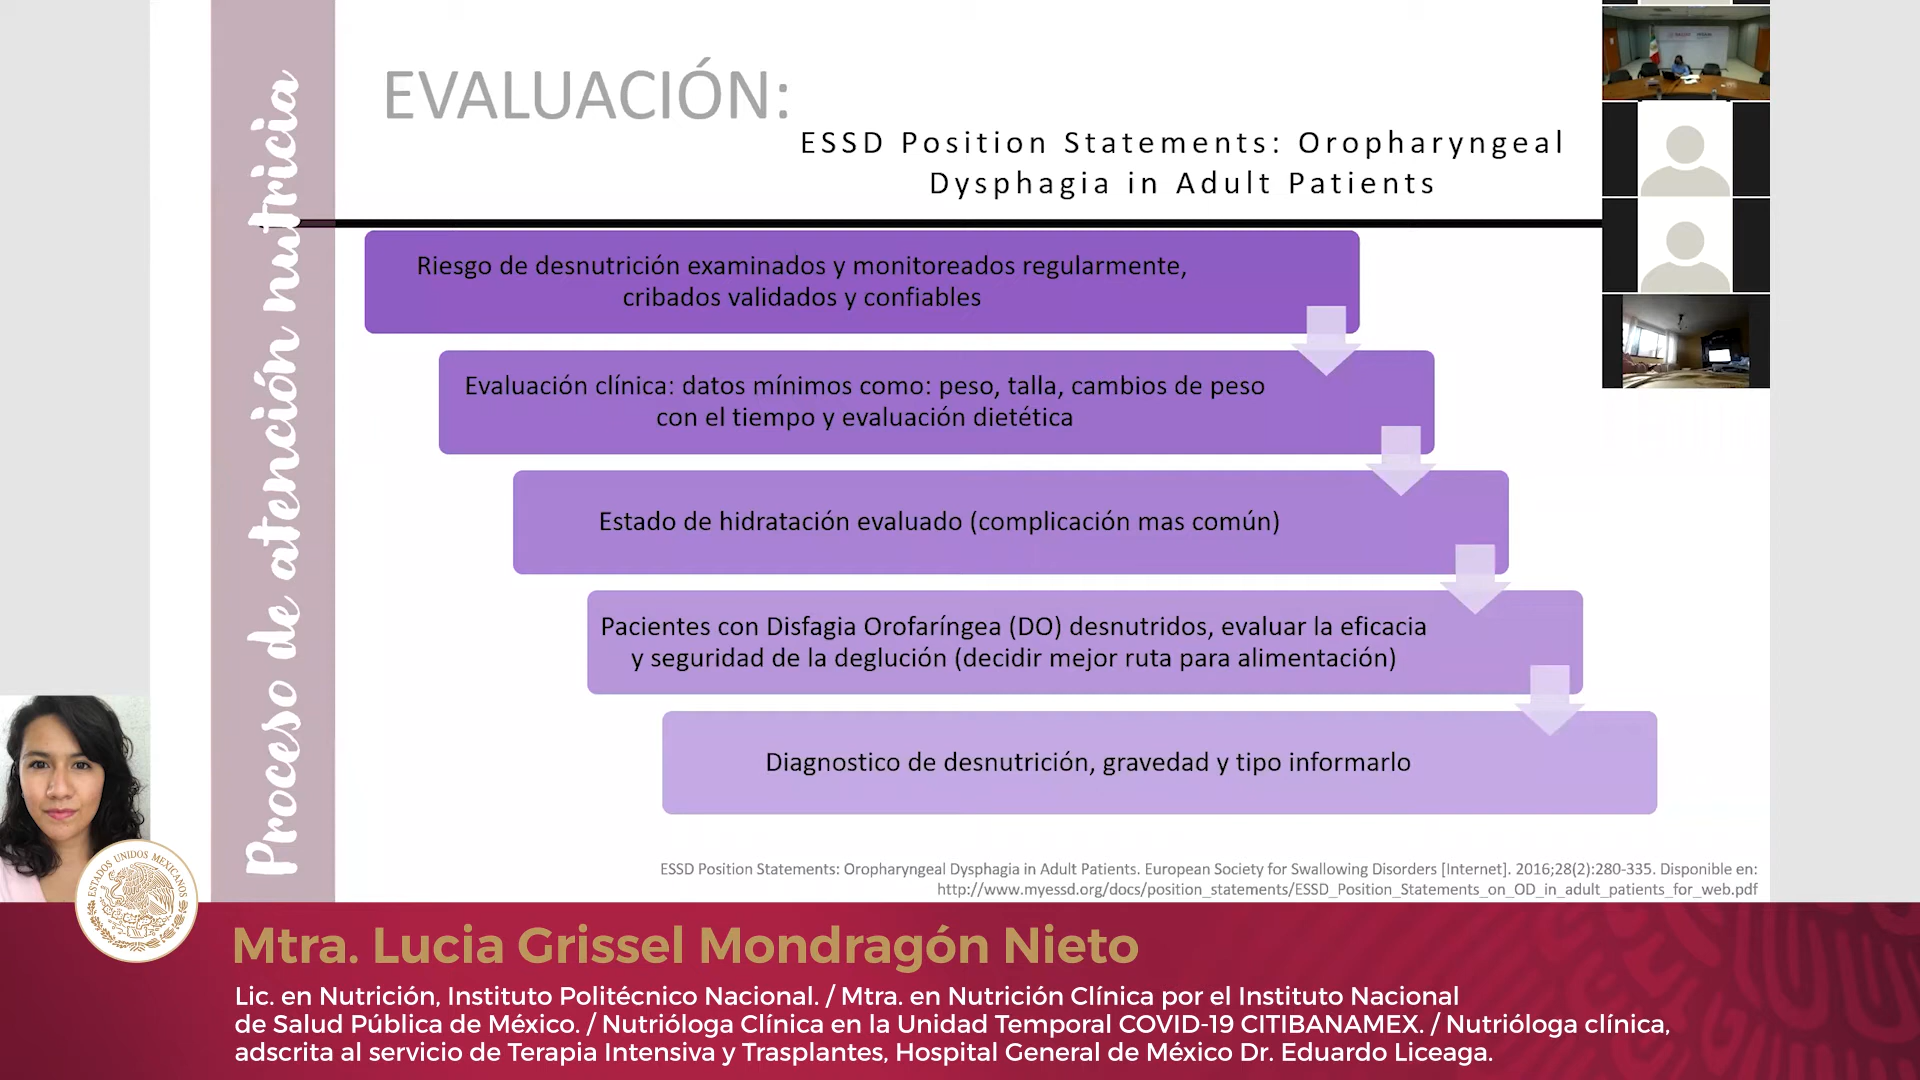 Proceso de atención nutricia
EVALUACIÓN:
ESSD Position Statements: Oropharyngeal
Dysphagia in Adult Patients
Riesgo de desnutrición examinados y monitoreados regularmente,
cribados validados y confiables
Evaluación clínica: datos mínimos como: peso, talla, cambios de peso
con el tiempo y evaluación dietética
Estado de hidratación evaluado (complicación mas común)
Pacientes con Disfagia Orofaríngea (DO) desnutridos, evaluar la eficacia
y seguridad de la deglución (decidir mejor ruta para alimentación)
Diagnostico de desnutrición, gravedad y tipo informarlo
ESSD Position Statements: Oropharyngeal Dysphagia in Adult Patients. European Society for Swallowing Disorders [Internet]. 2016;28(2):280-335. Disponible en:
http://www.myessd.org/docs/position_statements/ESSD_Position_Statements_on_OD_in_adult_patients_for_web.pdf
ESTADOS UNIDOS MEXICANOS
Mtra. Lucia Grissel Mondragón Nieto
Lic. en Nutrición, Instituto Politécnico Nacional. / Mtra. en Nutrición Clínica por el Instituto Nacional
de Salud Pública de México. / Nutrióloga Clínica en la Unidad Temporal COVID-19 CITIBANAMEX. / Nutrióloga clínica,
adscrita al servicio de Terapia Intensiva y Trasplantes, Hospital General de México Dr. Eduardo Liceaga.